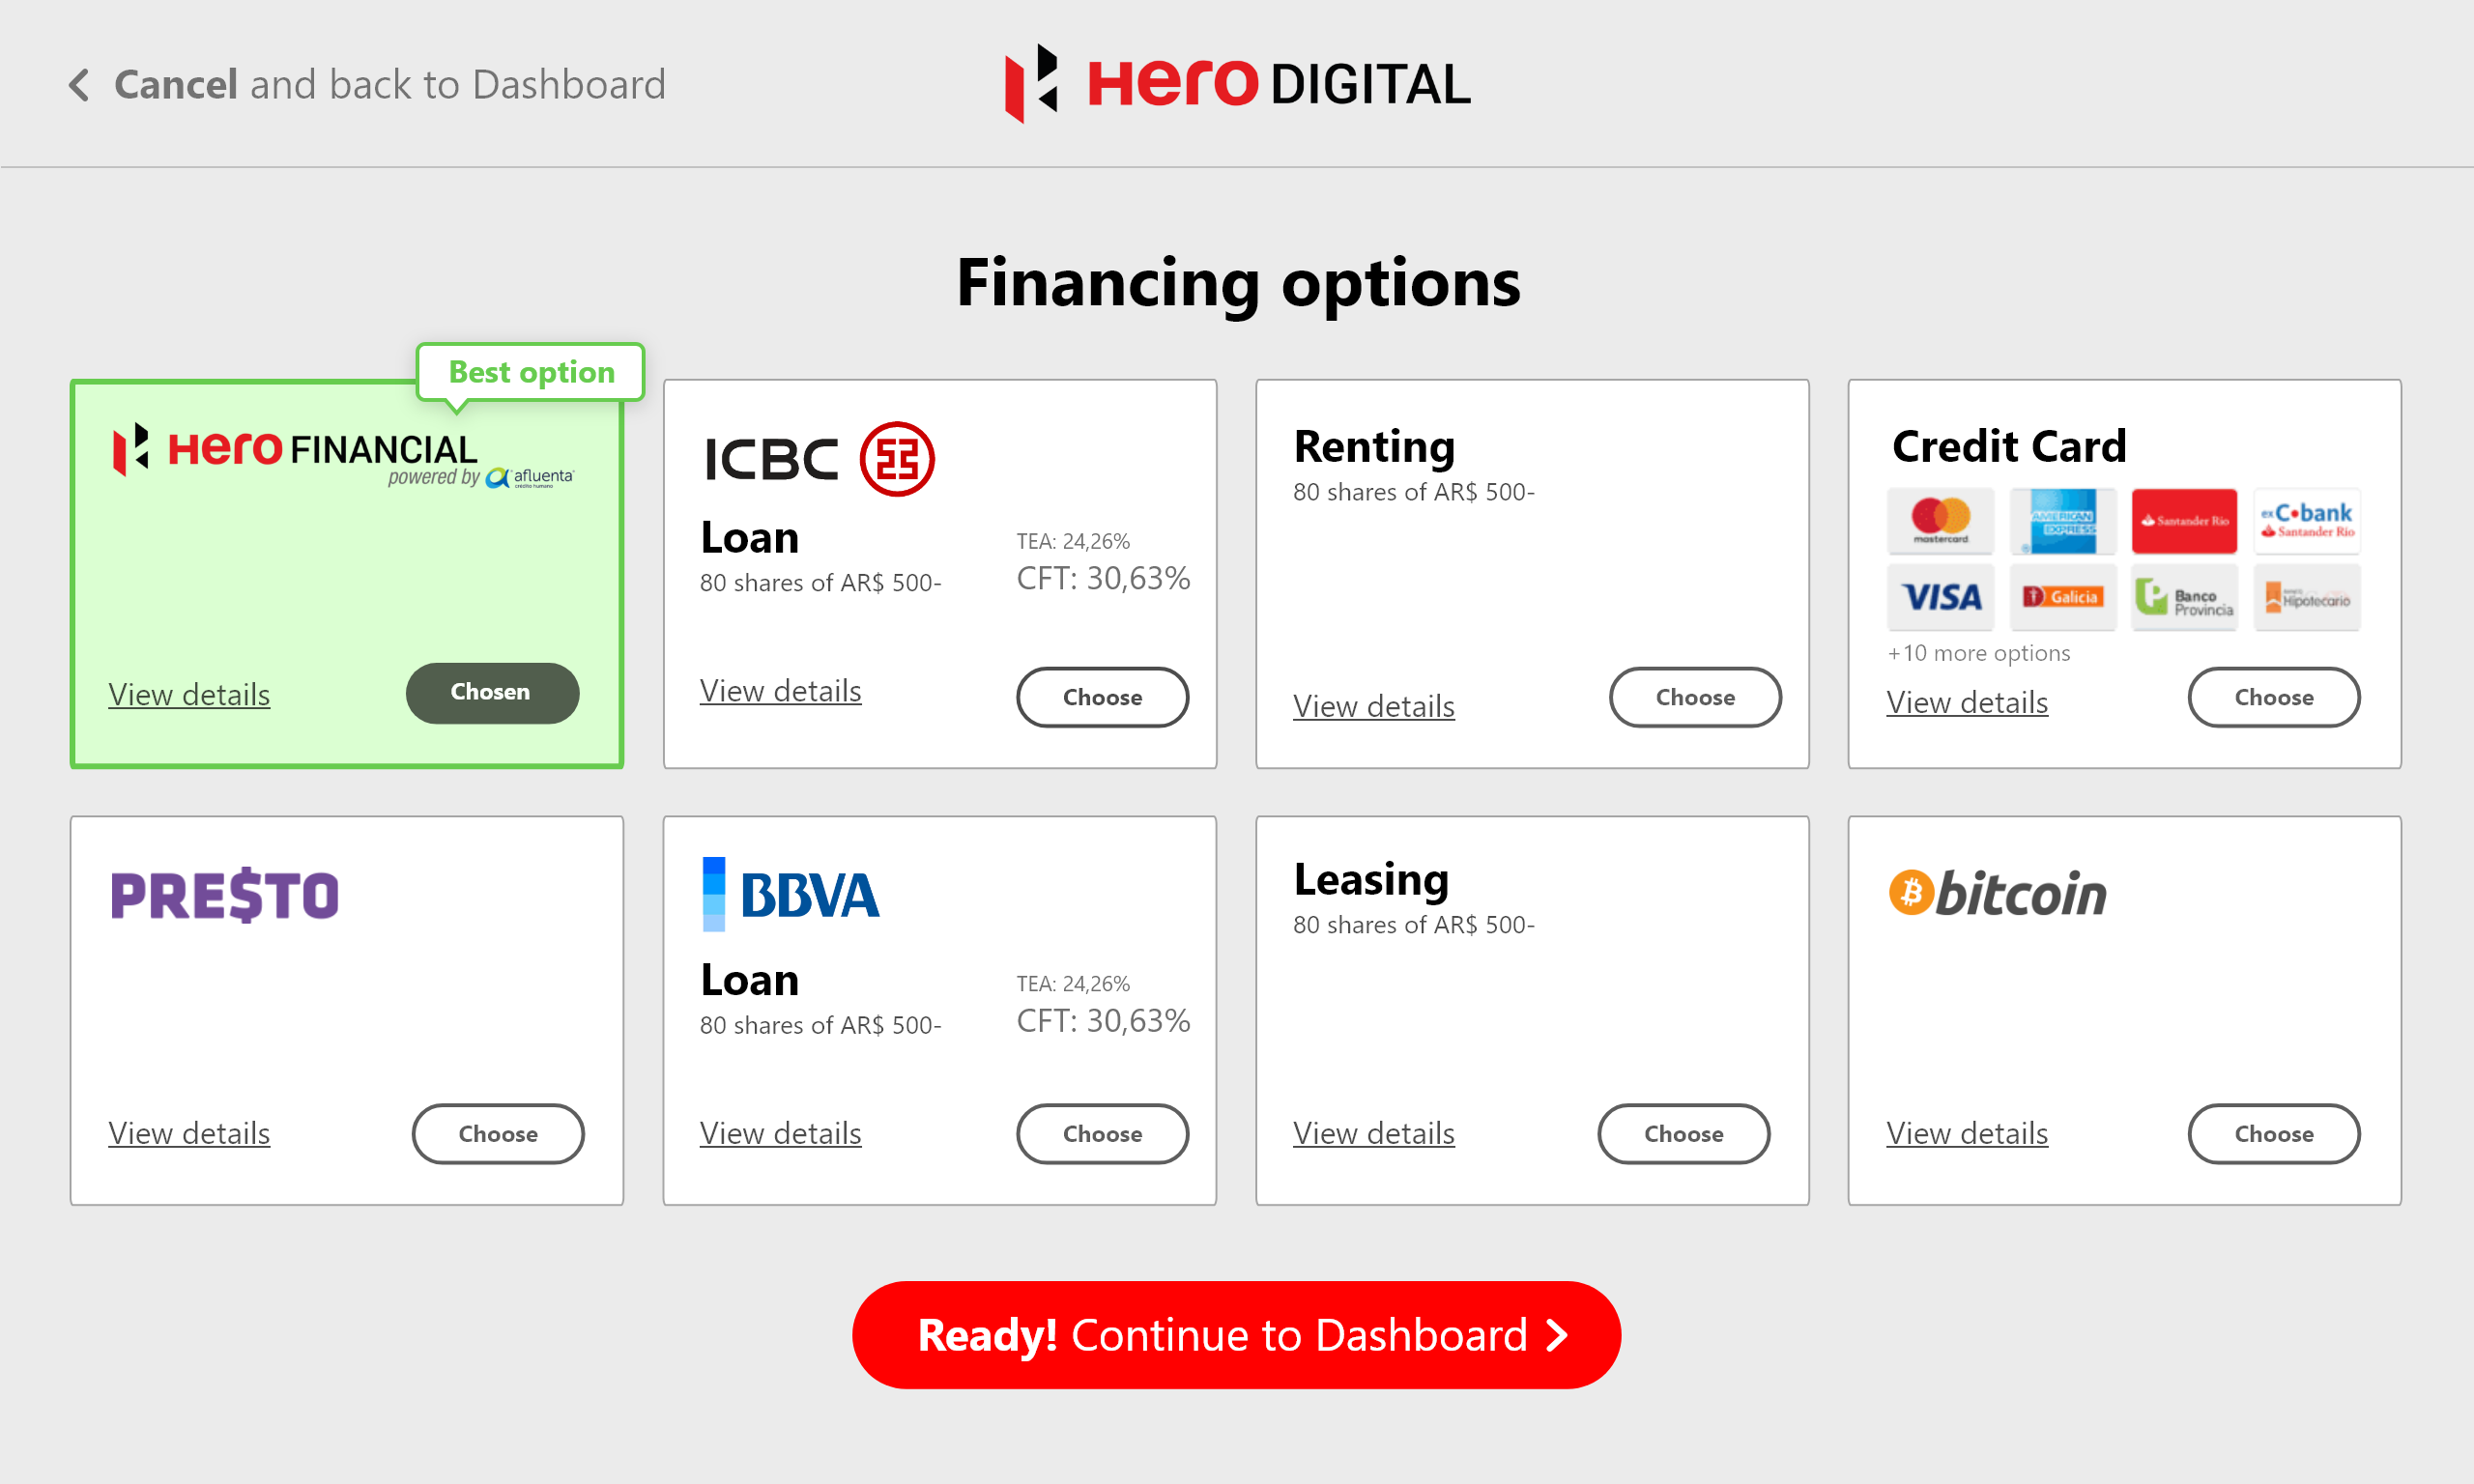 Cancel and back to Dashboard
Hero DIGITAL
Financing options
Best option
Hero FINANCIAL
powered by afluenta
crédito humano
View details
Chosen
ICBC
Loan
80 shares of AR$ 500-
TEA: 24,26%
CFT: 30,63%
View details
Choose
Renting
80 shares of AR$ 500-
View details
Choose
Credit Card
mastercard
AMERICAN EXPRESS
Santander Río
ex C•bank
Santander Río
VISA
Galicia
Banco Provincia
Hipotecario
+10 more options
View details
Choose
PRE$TO
View details
Choose
BBVA
Loan
80 shares of AR$ 500-
TEA: 24,26%
CFT: 30,63%
View details
Choose
Leasing
80 shares of AR$ 500-
View details
Choose
bitcoin
View details
Choose
Ready! Continue to Dashboard